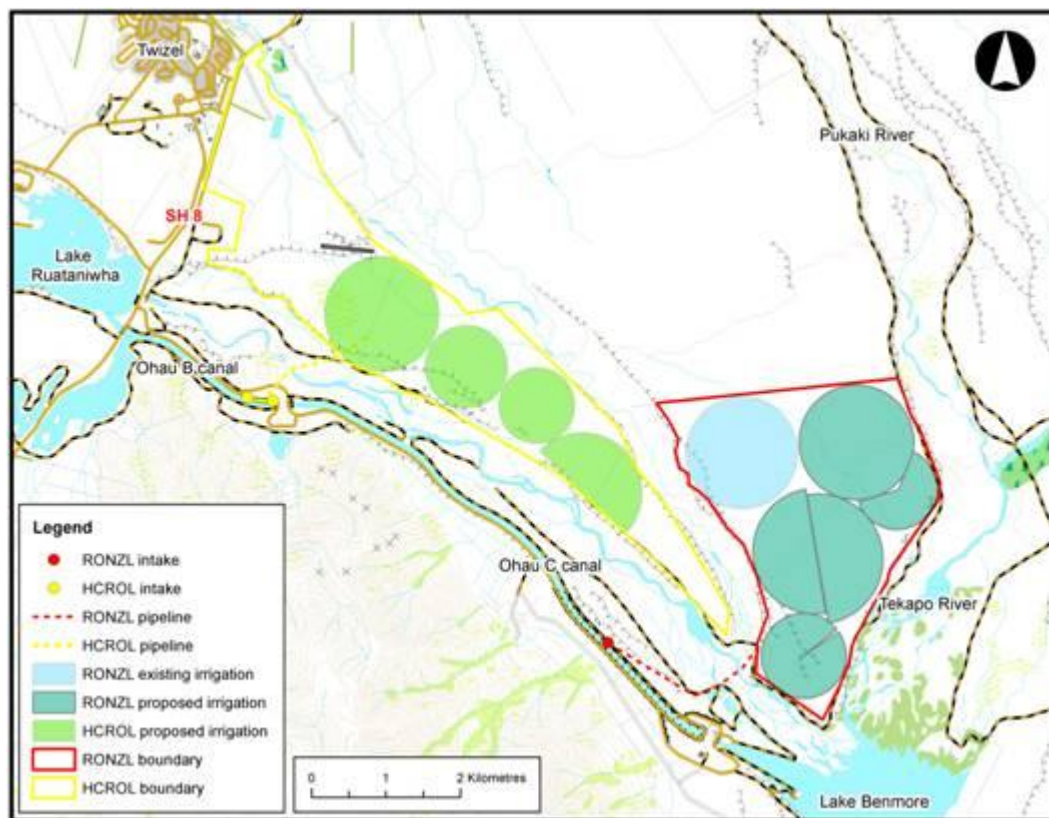 Twizel
Pukaki River
SH 8
Lake
Ruataniwha
Ohau B canal
Ohau C canal
Tekapo River
Lake Benmore
Legend
RONZL intake
HCROL intake
RONZL pipeline
HCROL pipeline
RONZL existing irrigation
RONZL proposed irrigation
HCROL proposed irrigation
RONZL boundary
HCROL boundary
0 1 2 Kilometres